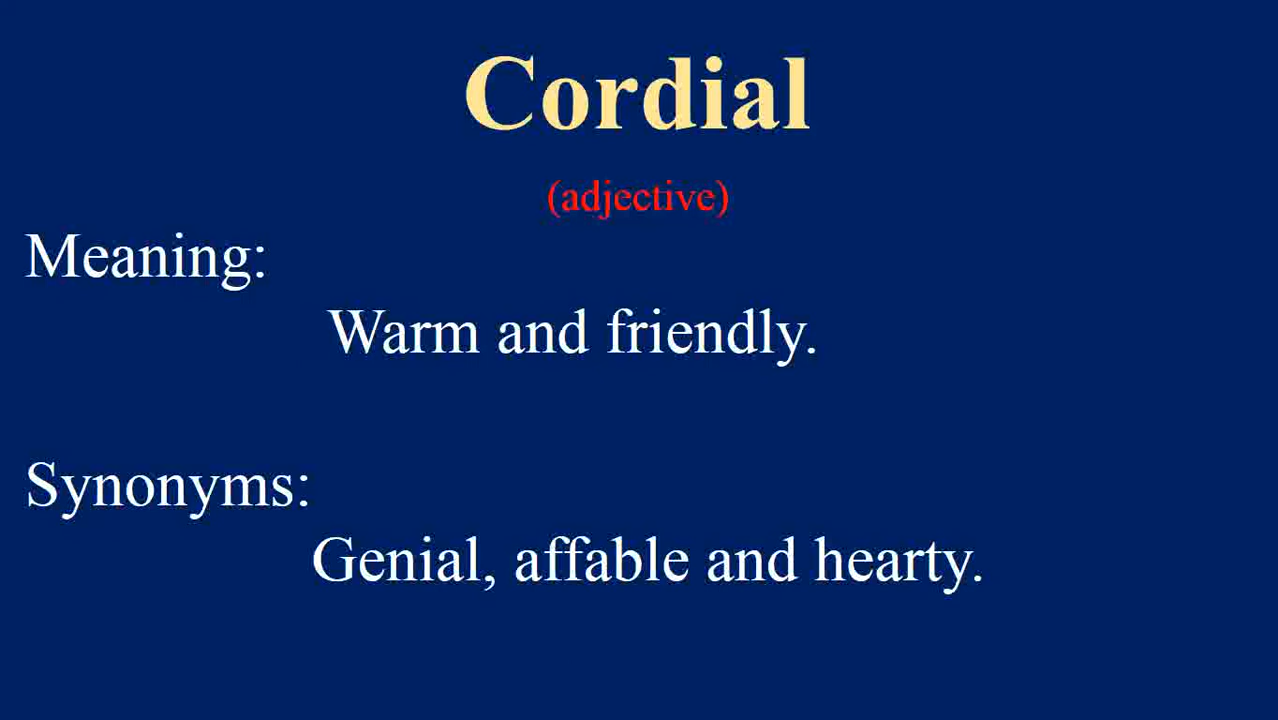 Cordial
(adjective)
Meaning:
Warm and friendly.
Synonyms:
Genial, affable and hearty.